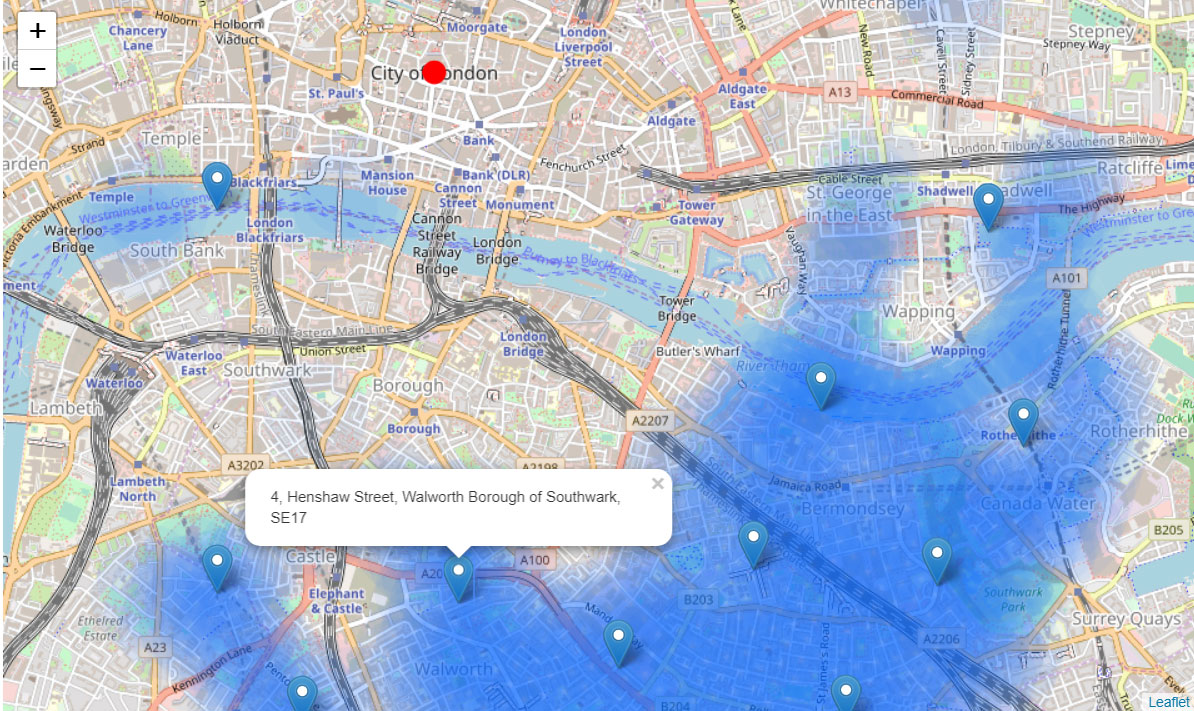 +
−
Chancery
Lane
Holborn
Holborn
Viaduct
Moorgate
London
Liverpool
Street
Whitechapel
Stepney
Stepney Way
New Road
Cavell Street
Sidney Street
City of London
St. Paul's
Aldgate
East
A13
Commercial Road
Aldgate
Temple
Strand
Bank
Fenchurch Street
London, Tilbury & Southend Railway
Ratcliffe
Lime
arden
Blackfriars
Mansion
House
Bank (DLR)
Cannon
Street
Monument
Cable Street
St. George
in the East
Shadwell
Shadwell
Temple
Westminster to Green
Tower
Gateway
The Highway
Westminster to Gre
Victoria Embankment
Waterloo
Bridge
South Bank
London
Blackfriars
Cannon
Street
Railway
Bridge
London
Bridge
Putney to Blackfriars
Vaughan Way
A101
Thameslink
Tower
Bridge
Wapping
Rotherhithe Tunnel
South Eastern Main Line
Union Street
London
Bridge
Butler's Wharf
Wapping
Waterloo
East
Southwark
Waterloo
Borough
River Tham
Lambeth
Borough
A2207
Rotherhithe
Rotherhithe
Dock W
A3202
A2198
Lambeth
North
Jamaica Road
Bermondsey
Canada Water
4, Henshaw Street, Walworth Borough of Southwark,
SE17
×
B205
Castle
A100
A20
Elephant
& Castle
B203
Southwark
Park
Ethelred
Estate
Surrey Quays
A23
A2206
Kennington Lane
Walworth
St James's Road
B204
Leaflet